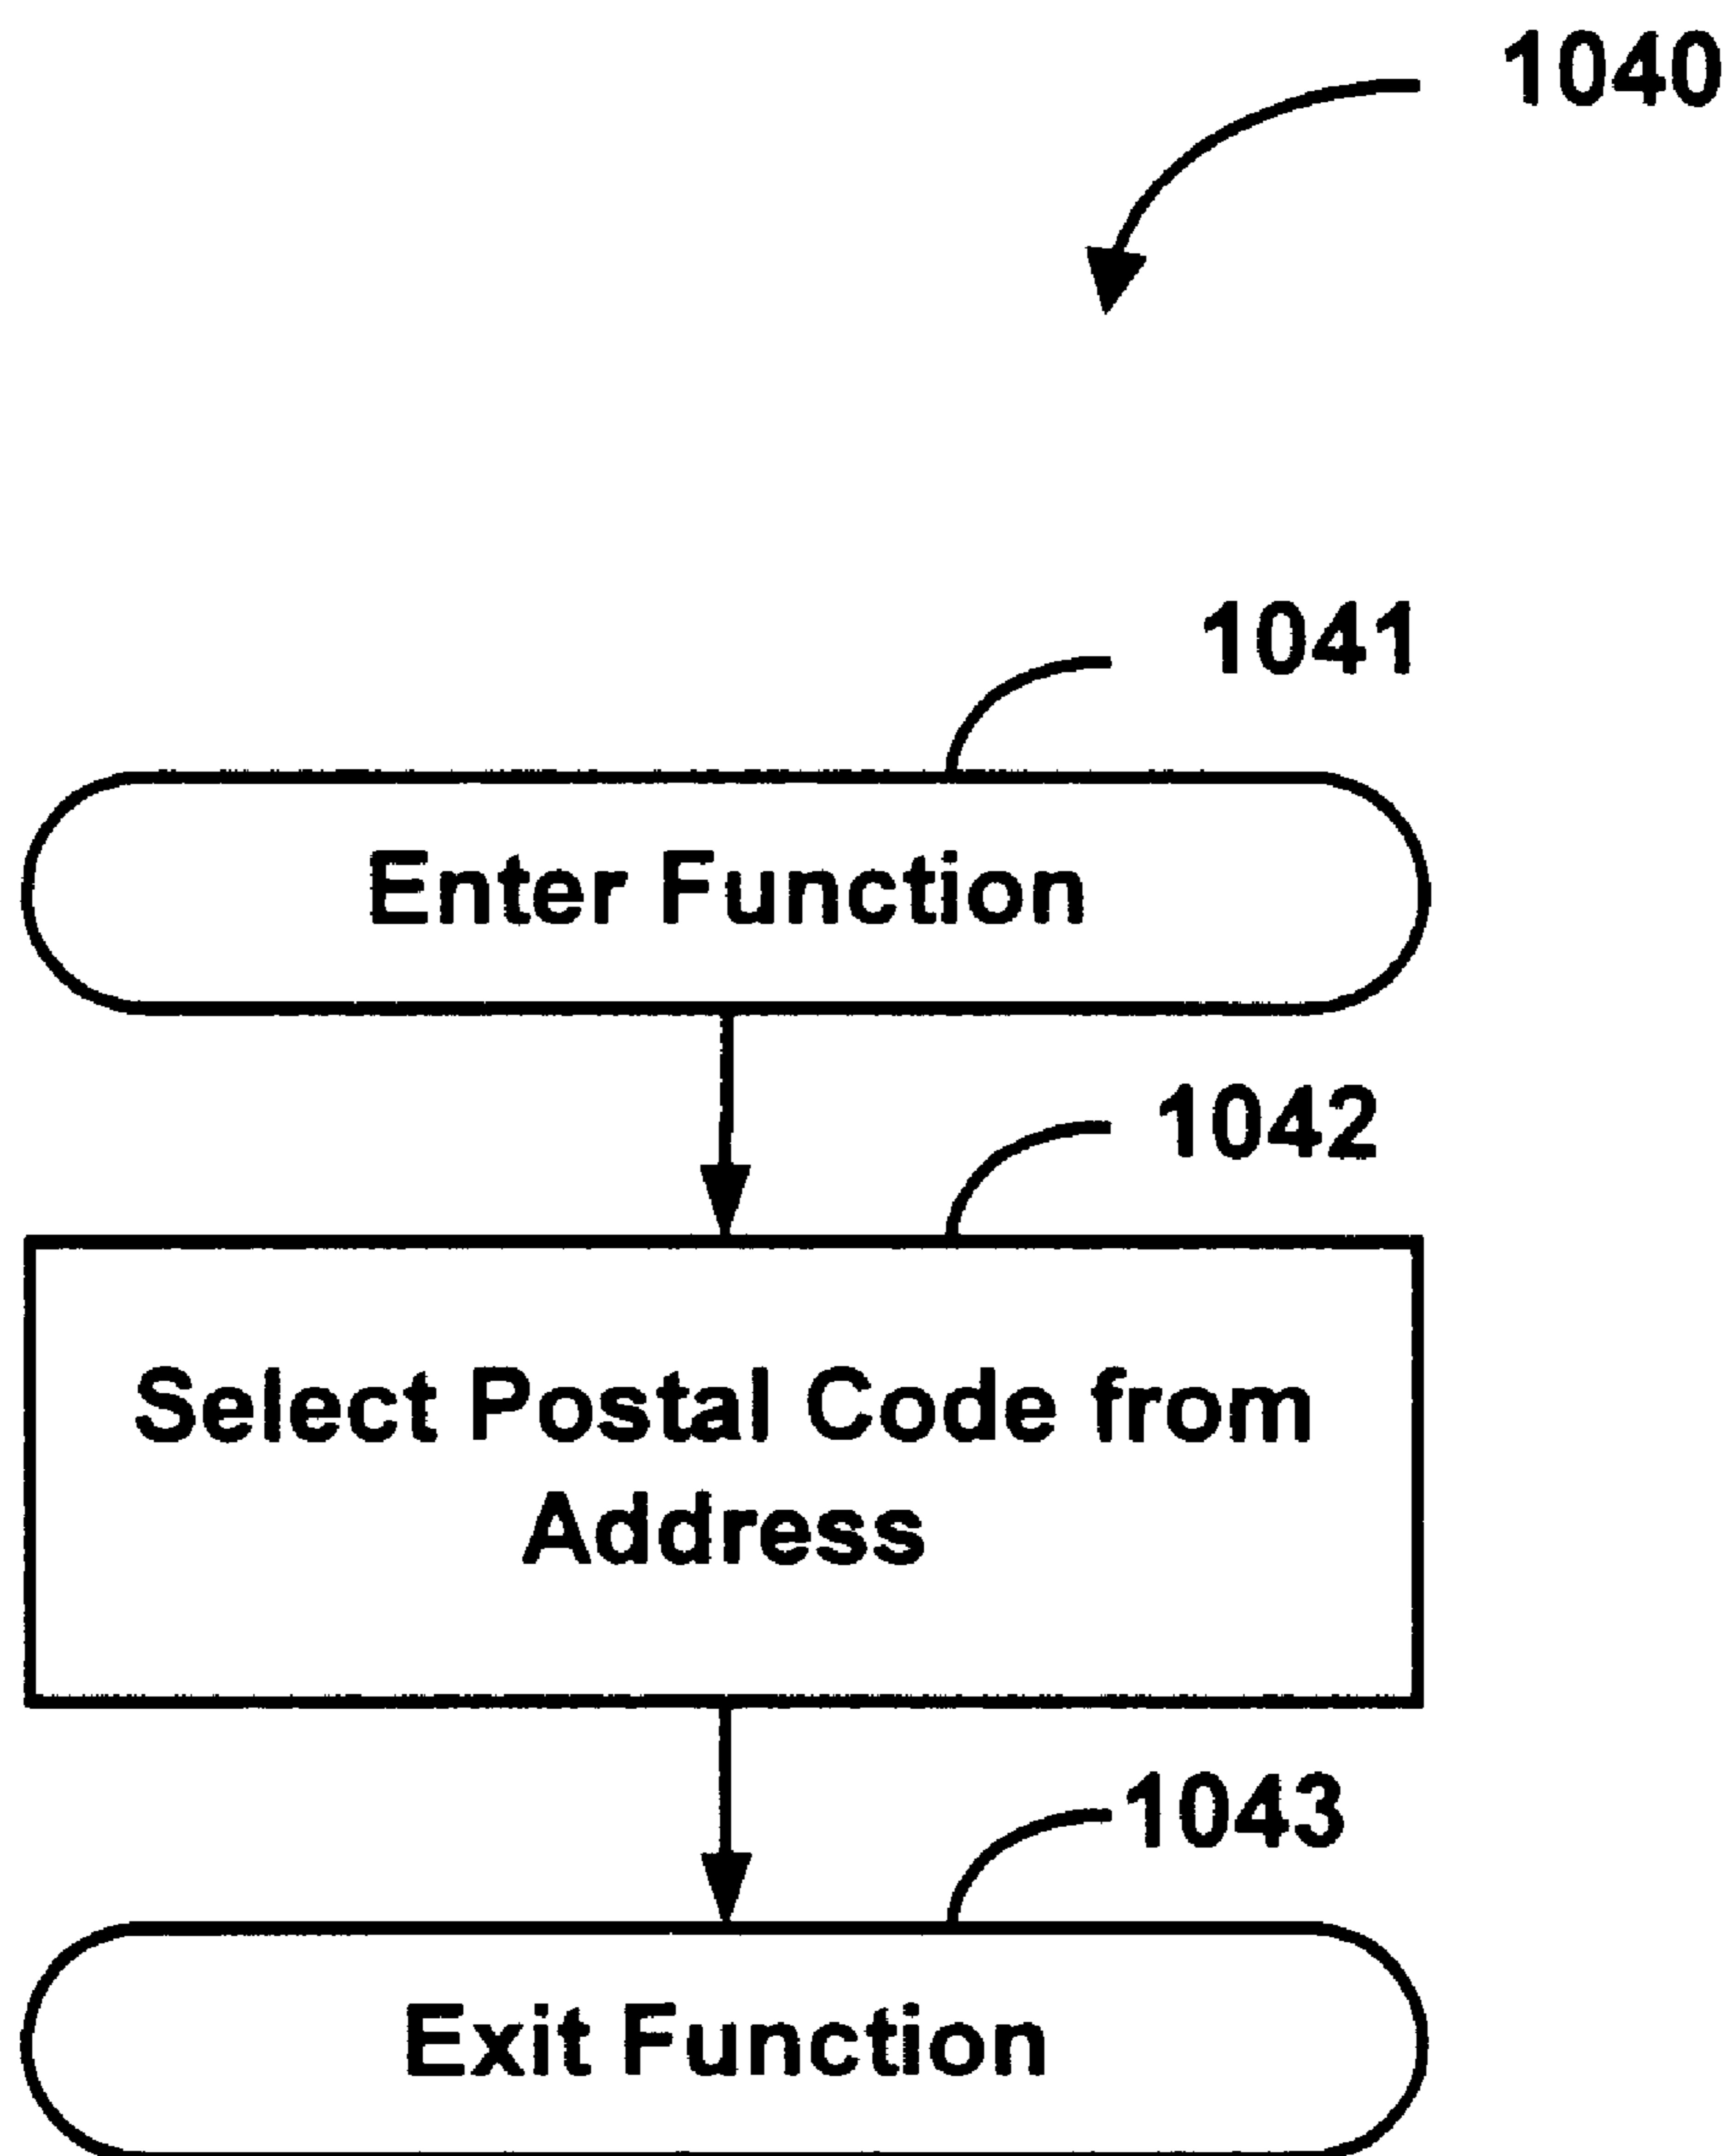 1040
1041
Enter Function
1042
Select Postal Code from
Address
1043
Exit Function